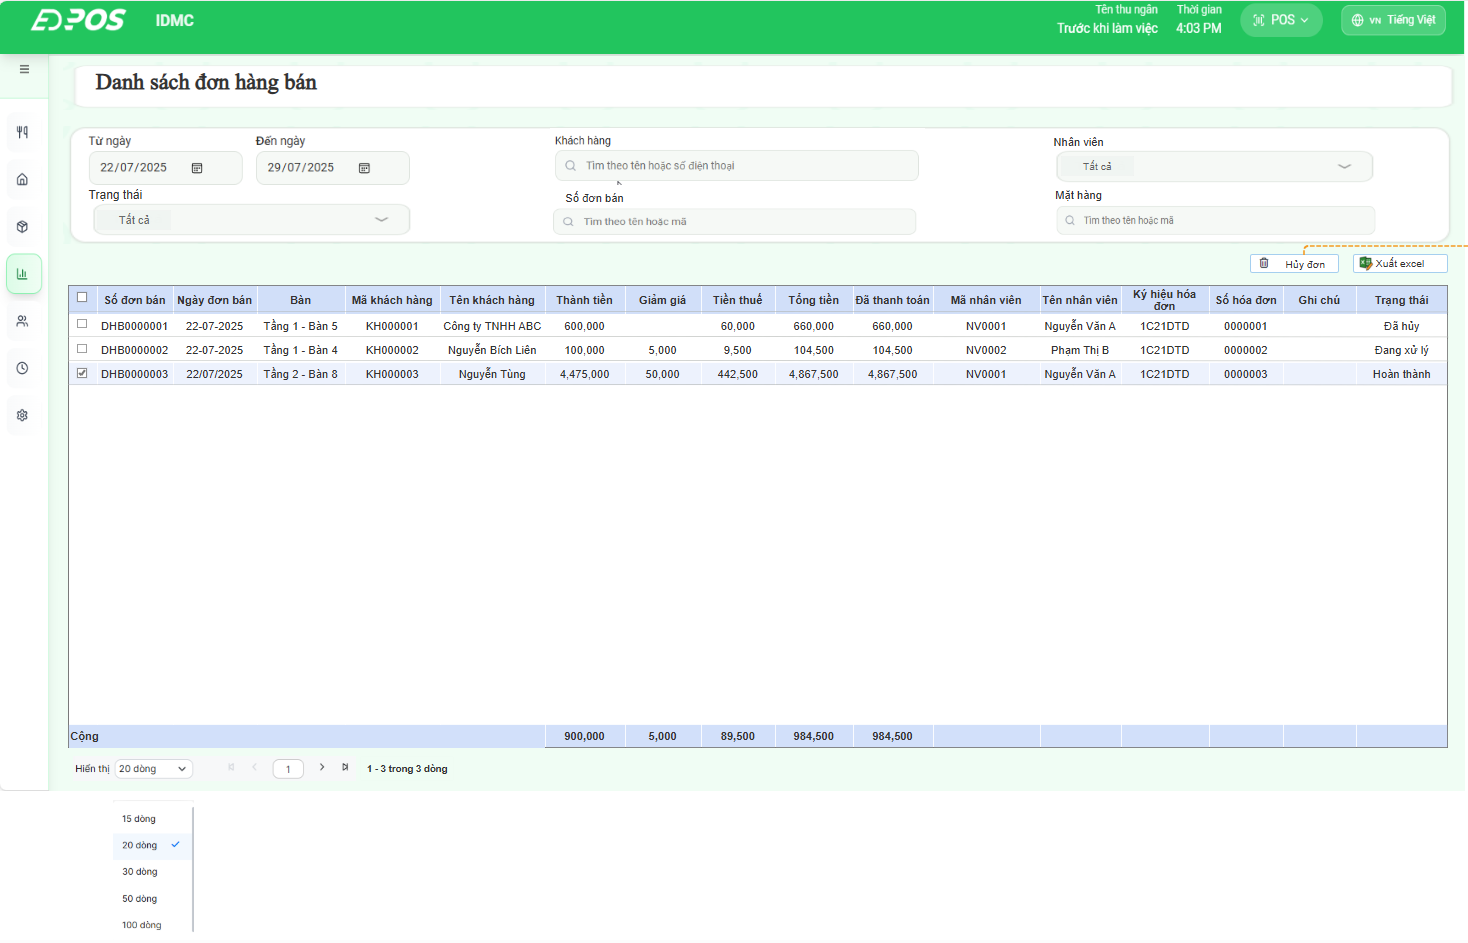 EDPOS
IDMC
Tên thu ngân
Trước khi làm việc
Thời gian
4:03 PM
POS
VN Tiếng Việt
Danh sách đơn hàng bán
Từ ngày
Đến ngày
Khách hàng
Nhân viên
22/07/2025
29/07/2025
Tìm theo tên hoặc số điện thoại
Tất cả
Trạng thái
Số đơn bán
Mặt hàng
Tất cả
Tìm theo tên hoặc mã
Tìm theo tên hoặc mã
Hủy đơn
Xuất excel
Số đơn bán Ngày đơn bán Bàn Mã khách hàng Tên khách hàng Thành tiền Giảm giá Tiền thuế Tổng tiền Đã thanh toán Mã nhân viên Tên nhân viên Ký hiệu hóa đơn Số hóa đơn Ghi chú Trạng thái
DHB0000001 22-07-2025 Tầng 1 - Bàn 5 KH000001 Công ty TNHH ABC 600,000 60,000 660,000 660,000 NV0001 Nguyễn Văn A 1C21DTD 0000001 Đã hủy
DHB0000002 22-07-2025 Tầng 1 - Bàn 4 KH000002 Nguyễn Bích Liên 100,000 5,000 9,500 104,500 104,500 NV0002 Phạm Thị B 1C21DTD 0000002 Đang xử lý
DHB0000003 22/07/2025 Tầng 2 - Bàn 8 KH000003 Nguyễn Tùng 4,475,000 50,000 442,500 4,867,500 4,867,500 NV0001 Nguyễn Văn A 1C21DTD 0000003 Hoàn thành
Cộng 900,000 5,000 89,500 984,500 984,500
Hiển thị 20 dòng 1 1 - 3 trong 3 dòng
15 dòng
20 dòng
30 dòng
50 dòng
100 dòng